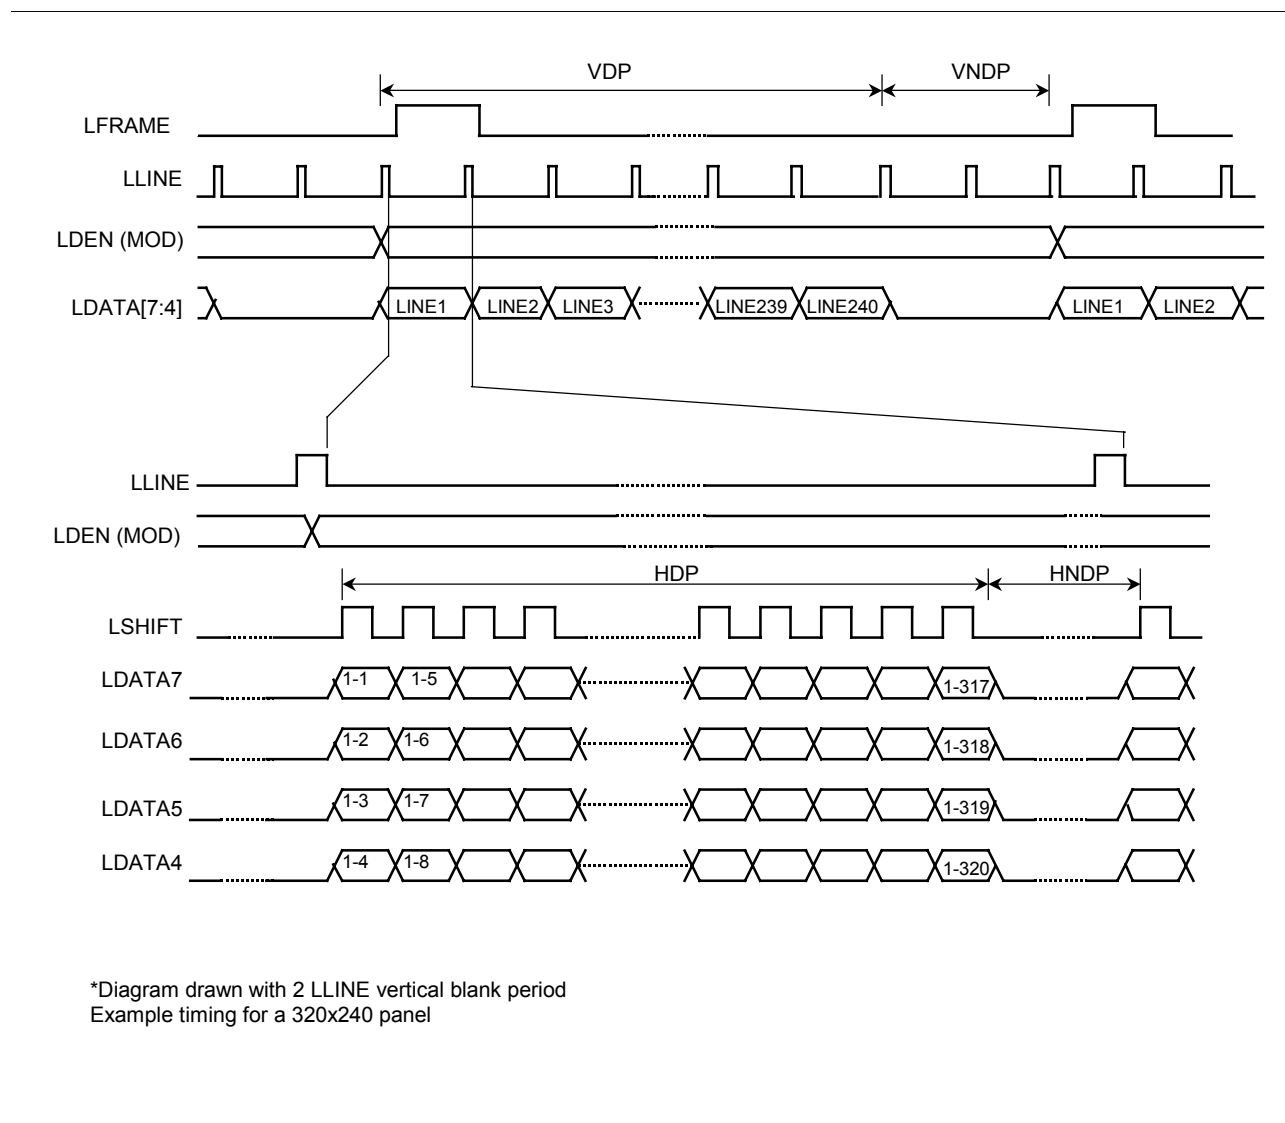 VDP VNDP
LFRAME
LLINE
LDEN (MOD)
LDATA[7:4] LINE1 LINE2 LINE3 LINE239 LINE240 LINE1 LINE2
LLINE
LDEN (MOD)
HDP HNDP
LSHIFT
LDATA7 1-1 1-5 1-317
LDATA6 1-2 1-6 1-318
LDATA5 1-3 1-7 1-319
LDATA4 1-4 1-8 1-320
*Diagram drawn with 2 LLINE vertical blank period
Example timing for a 320x240 panel